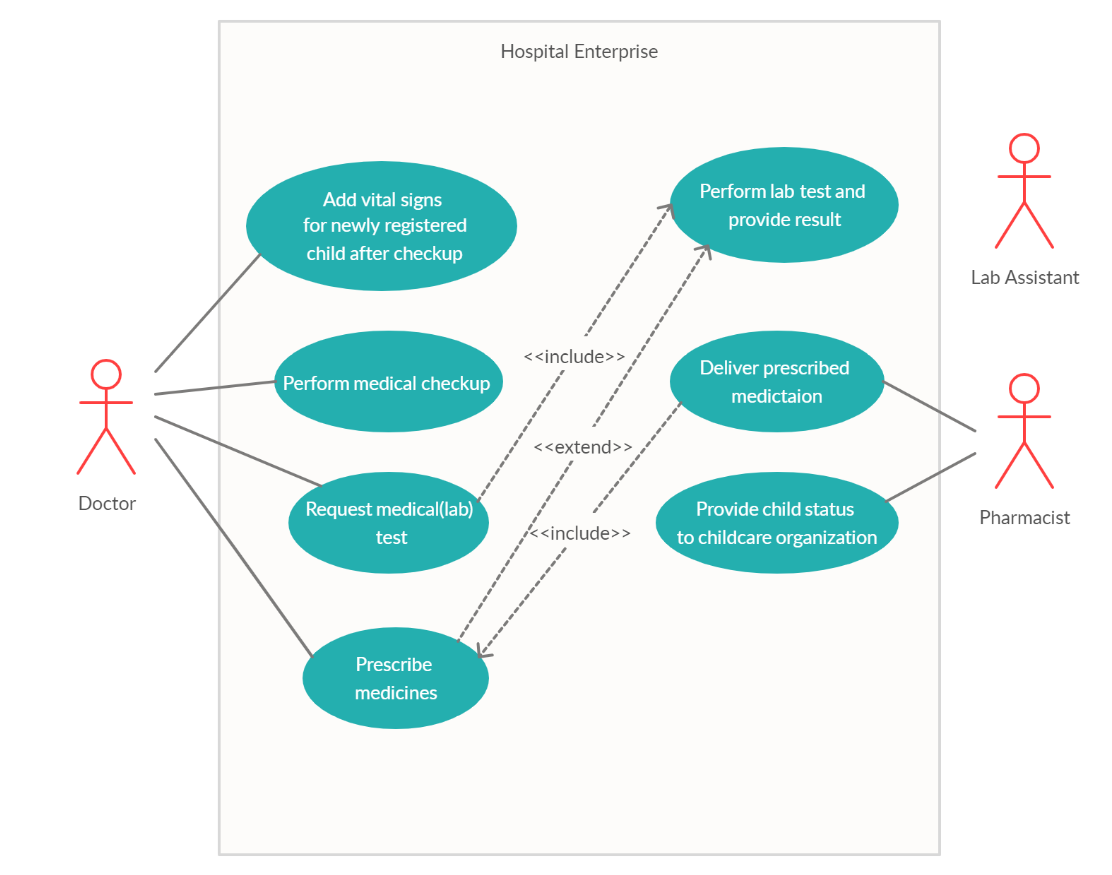 Hospital Enterprise
Add vital signs
for newly registered
child after checkup
Perform lab test and
provide result
Lab Assistant
<<include>>
Perform medical checkup
Deliver prescribed
medictaion
<<extend>>
Doctor
Request medical(lab)
test
<<include>>
Provide child status
to childcare organization
Pharmacist
Prescribe
medicines